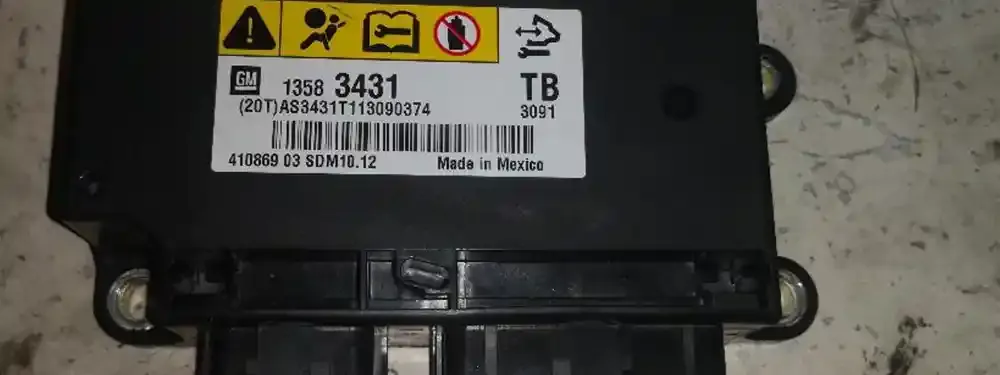 GM 1358 3431 TB
(20T)AS3431T113090374 3091
410869 03 SDM10.12 Made in Mexico